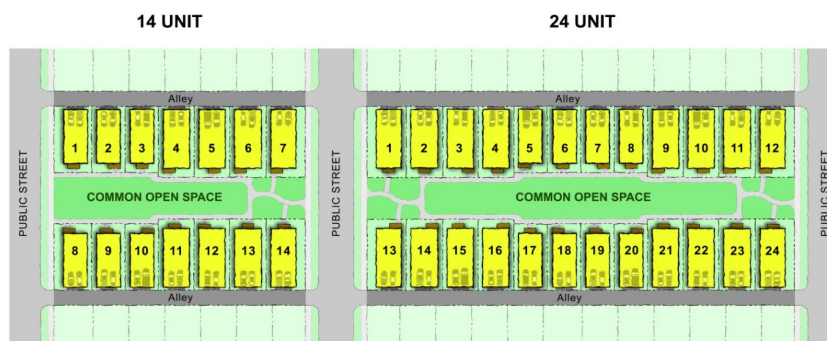 14 UNIT
24 UNIT
Alley
Alley
1 2 3 4 5 6 7
1 2 3 4 5 6 7 8 9 10 11 12
PUBLIC STREET
COMMON OPEN SPACE
PUBLIC STREET
COMMON OPEN SPACE
PUBLIC STREET
8 9 10 11 12 13 14
13 14 15 16 17 18 19 20 21 22 23 24
Alley
Alley